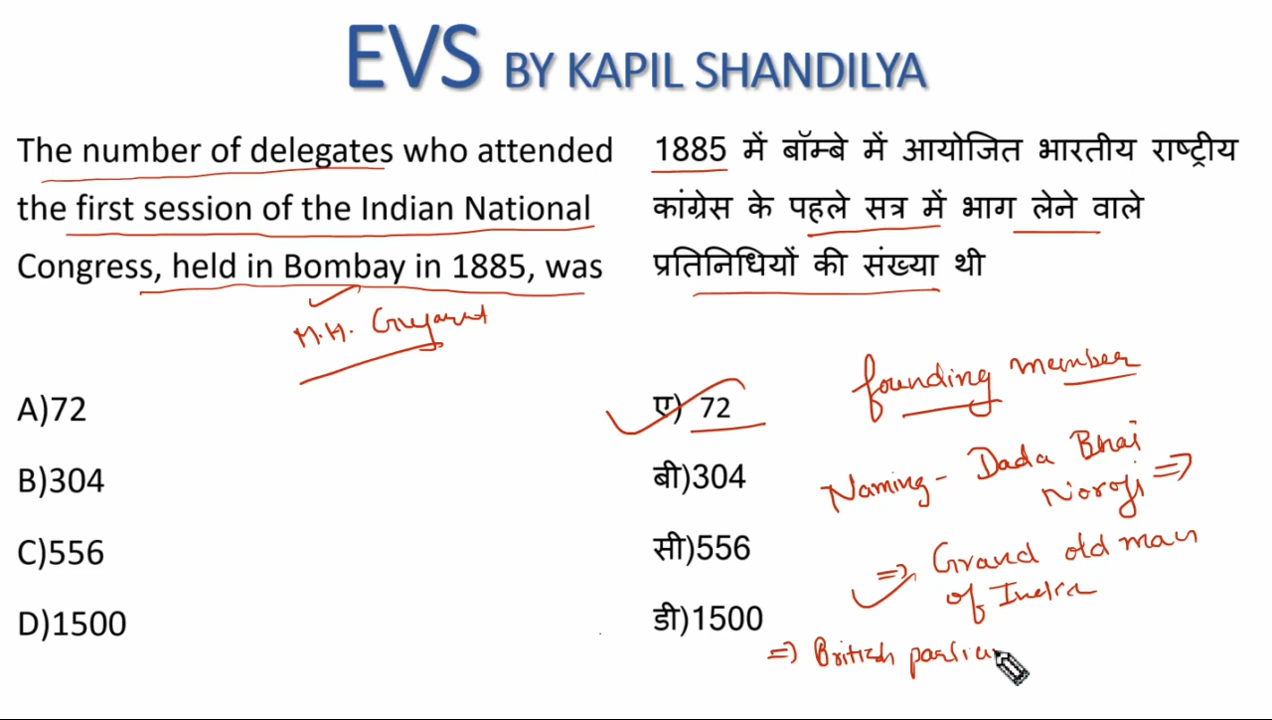 EVS BY KAPIL SHANDILYA
The number of delegates who attended
the first session of the Indian National
Congress, held in Bombay in 1885, was
M.H. Gujarat
A)72
B)304
C)556
D)1500
1885 में बॉम्बे में आयोजित भारतीय राष्ट्रीय
कांग्रेस के पहले सत्र में भाग लेने वाले
प्रतिनिधियों की संख्या थी
ए) 72
बी)304
सी)556
डी)1500
founding member
Naming - Dada Bhai
Noroji ⇒
⇒ Grand old man
of India
⇒ British